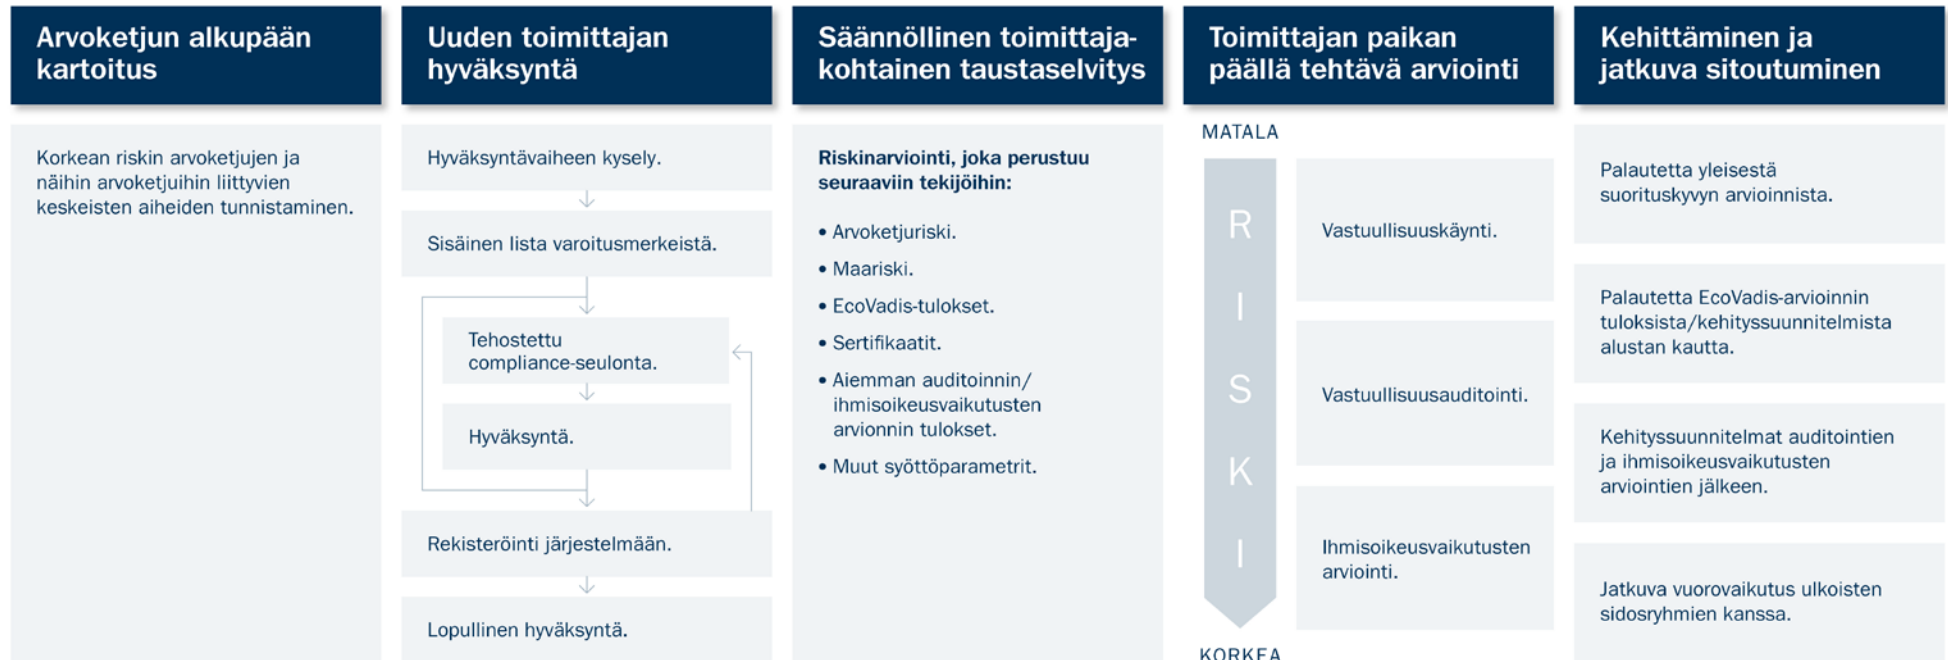 Arvoketjun alkupään
kartoitus
Korkean riskin arvoketjujen ja
näihin arvoketjuihin liittyvien
keskeisten aiheiden tunnistaminen.
Uuden toimittajan
hyväksyntä
Hyväksyntävaiheen kysely.
Sisäinen lista varoitusmerkeistä.
Tehostettu
compliance-seulonta.
Hyväksyntä.
Rekisteröinti järjestelmään.
Lopullinen hyväksyntä.
Säännöllinen toimittaja-
kohtainen taustaselvitys
Riskinarviointi, joka perustuu
seuraaviin tekijöihin:
• Arvoketjuriski.
• Maariski.
• EcoVadis-tulokset.
• Sertifikaatit.
• Aiemman auditoinnin/
ihmisoikeusvaikutusten
arvionnin tulokset.
• Muut syöttöparametrit.
Toimittajan paikan
päällä tehtävä arviointi
MATALA
R
I
S
K
I
KORKEA
Vastuullisuuskäynti.
Vastuullisuusauditointi.
Ihmisoikeusvaikutusten
arviointi.
Kehittäminen ja
jatkuva sitoutuminen
Palautetta yleisestä
suorituskyvyn arvioinnista.
Palautetta EcoVadis-arvioinnin
tuloksista/kehityssuunnitelmista
alustan kautta.
Kehityssuunnitelmat auditointien
ja ihmisoikeusvaikutusten
arviointien jälkeen.
Jatkuva vuorovaikutus ulkoisten
sidosryhmien kanssa.